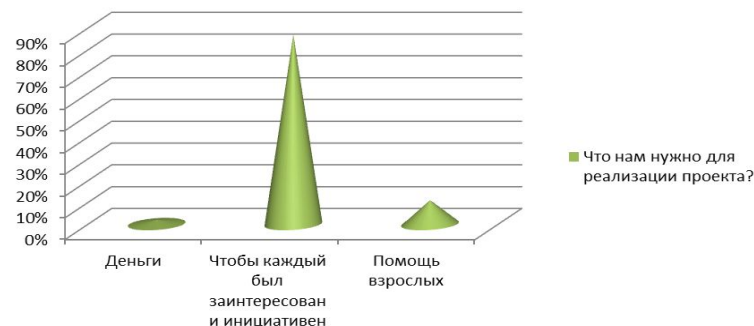 90%
80%
70%
60%
50%
40%
30%
20%
10%
0%
Деньги
Чтобы каждый
был
заинтересован
и инициативен
Помощь
взрослых
Что нам нужно для
реализации проекта?